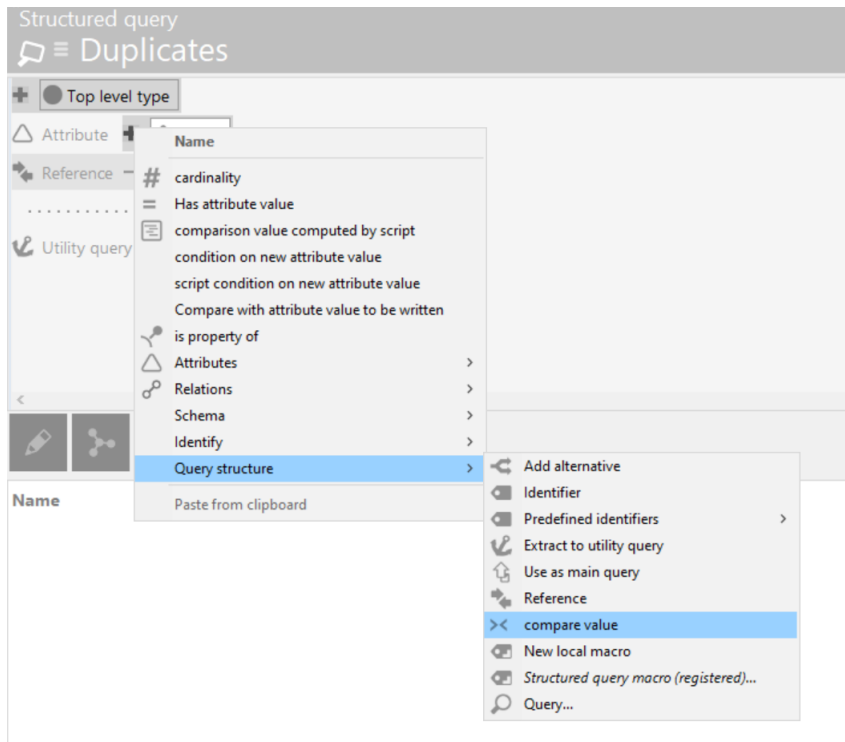 Structured query
Duplicates
Top level type
Attribute
Reference
Utility query
Name
cardinality
Has attribute value
comparison value computed by script
condition on new attribute value
script condition on new attribute value
Compare with attribute value to be written
is property of
Attributes
Relations
Schema
Identify
Query structure
Paste from clipboard
Add alternative
Identifier
Predefined identifiers
Extract to utility query
Use as main query
Reference
compare value
New local macro
Structured query macro (registered)...
Query...
Name